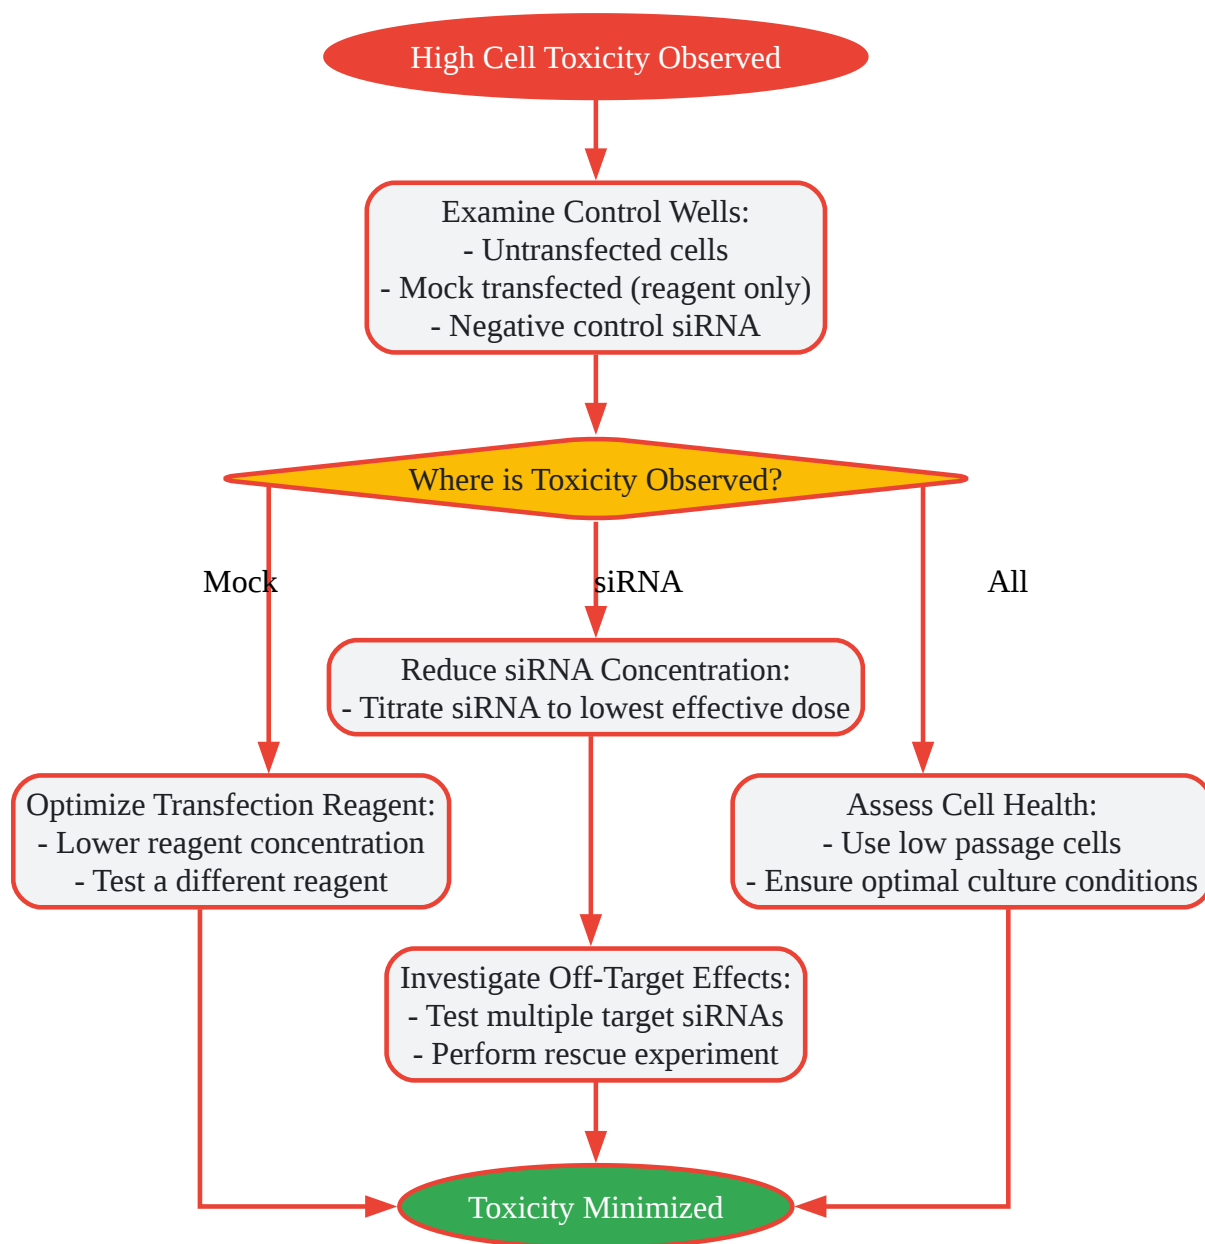 High Cell Toxicity Observed
Examine Control Wells:
- Untransfected cells
- Mock transfected (reagent only)
- Negative control siRNA
Where is Toxicity Observed?
Mock
siRNA
All
Reduce siRNA Concentration:
- Titrate siRNA to lowest effective dose
Optimize Transfection Reagent:
- Lower reagent concentration
- Test a different reagent
Assess Cell Health:
- Use low passage cells
- Ensure optimal culture conditions
Investigate Off-Target Effects:
- Test multiple target siRNAs
- Perform rescue experiment
Toxicity Minimized